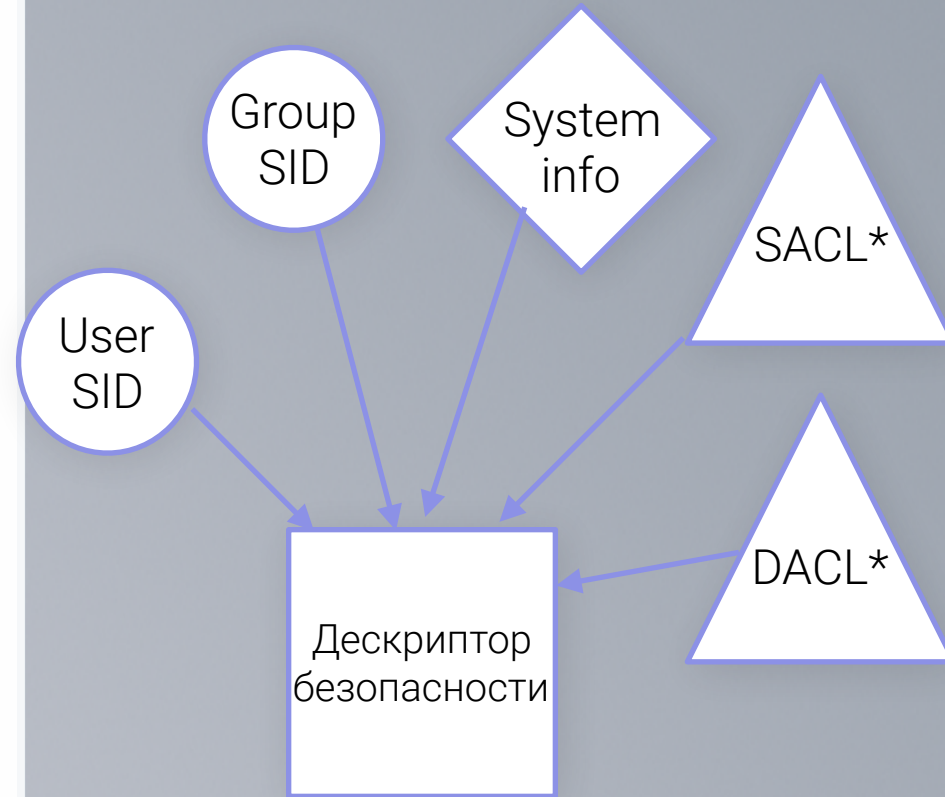 Group
SID
System
info
SACL*
User
SID
DACL*
Дескриптор
безопасности